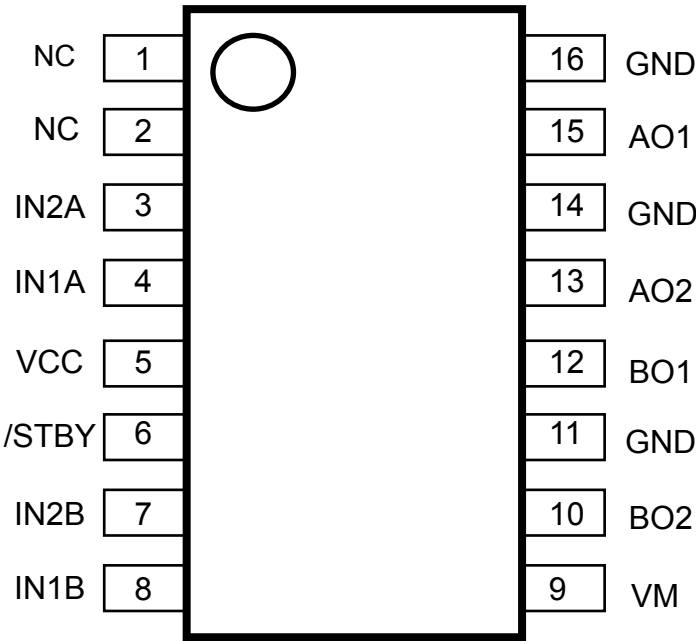 NC 1 16 GND
NC 2 15 AO1
IN2A 3 14 GND
IN1A 4 13 AO2
VCC 5 12 BO1
/STBY 6 11 GND
IN2B 7 10 BO2
IN1B 8 9 VM